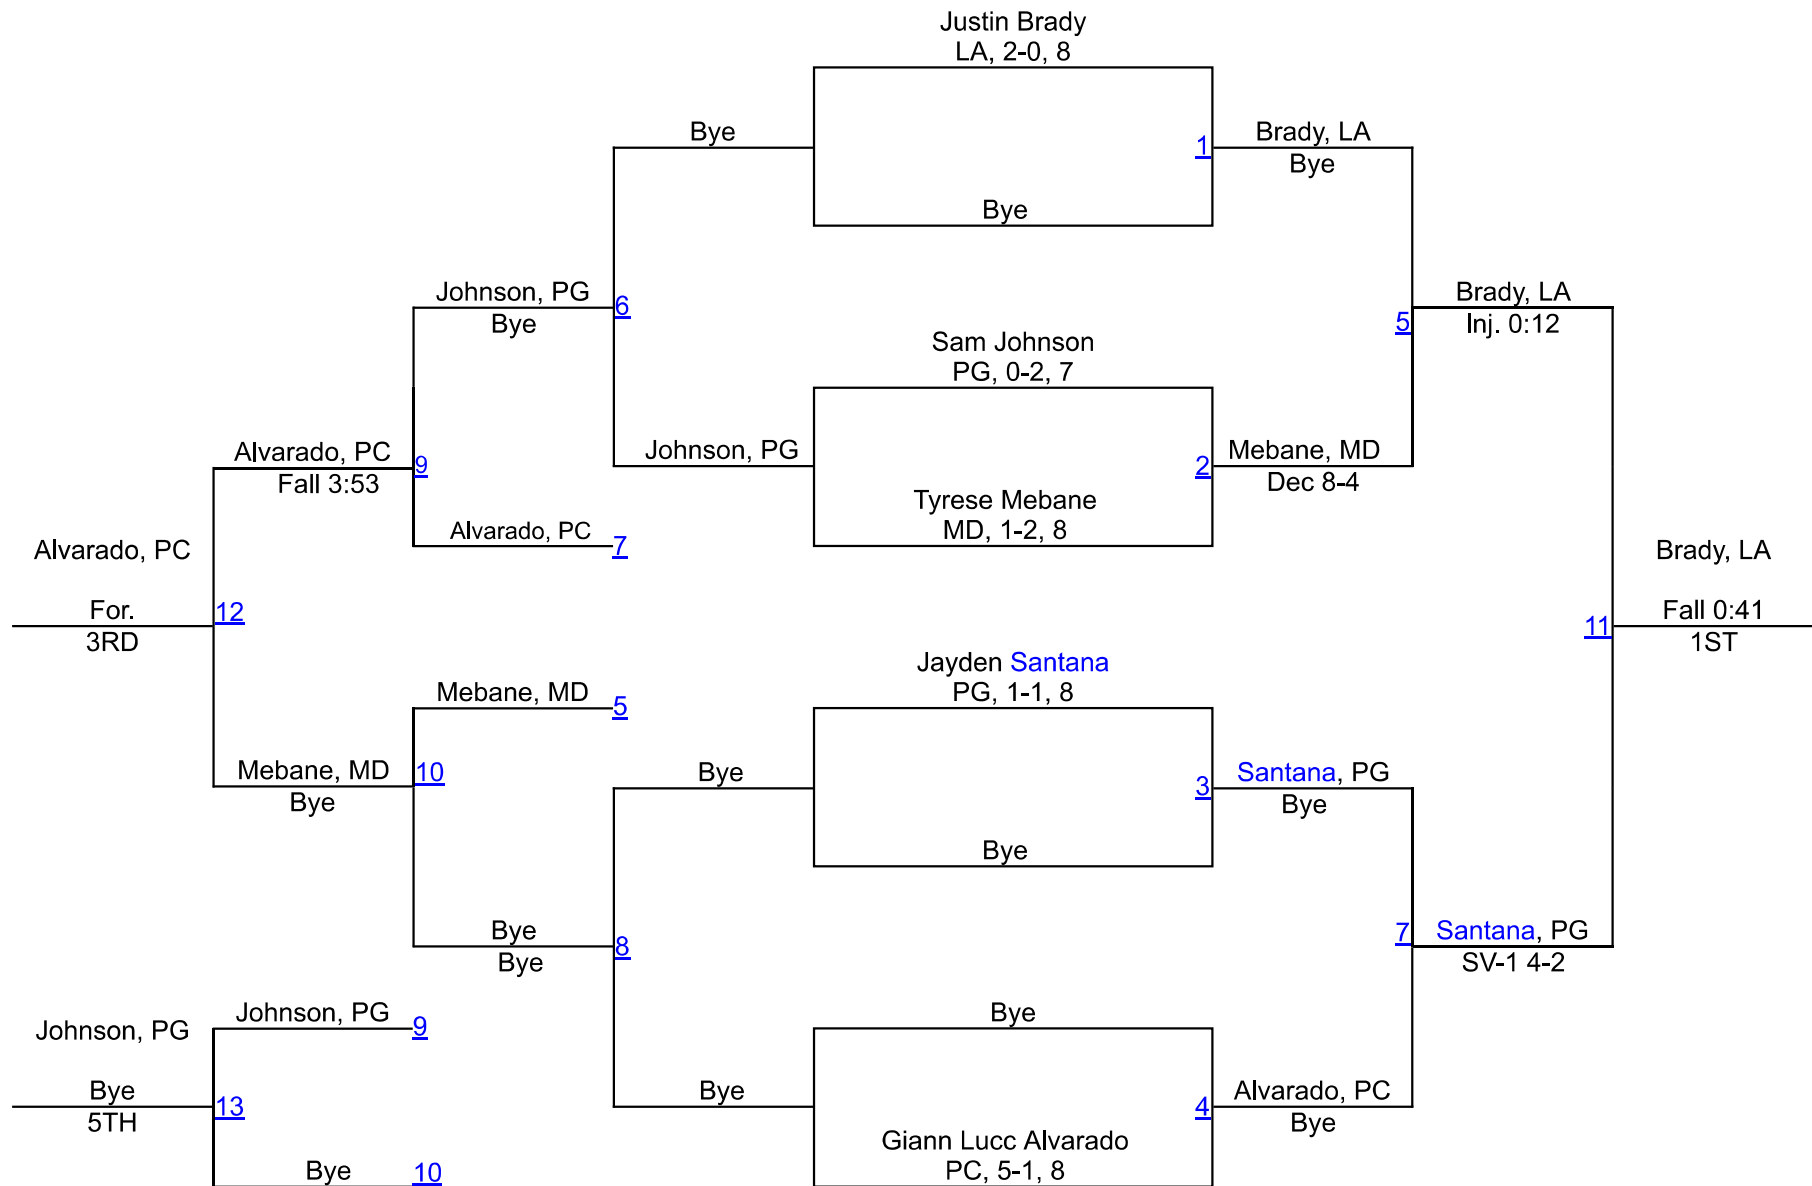 Justin Brady
LA, 2-0, 8
Bye
1
Brady, LA
Bye
Bye
Johnson, PG
Bye
6
Brady, LA
Inj. 0:12
5
Sam Johnson
PG, 0-2, 7
Alvarado, PC
Fall 3:53
9
Johnson, PG
2
Mebane, MD
Dec 8-4
Tyrese Mebane
MD, 1-2, 8
Alvarado, PC
7
Alvarado, PC
For.
3RD
12
Brady, LA
Fall 0:41
1ST
11
Jayden Santana
PG, 1-1, 8
Mebane, MD
5
Mebane, MD
Bye
10
Bye
3
Santana, PG
Bye
Bye
Bye
Bye
8
7
Santana, PG
SV-1 4-2
Johnson, PG
9
Johnson, PG
Bye
5TH
13
Bye
Bye
4
Alvarado, PC
Bye
Giann Lucc Alvarado
PC, 5-1, 8
Bye
10